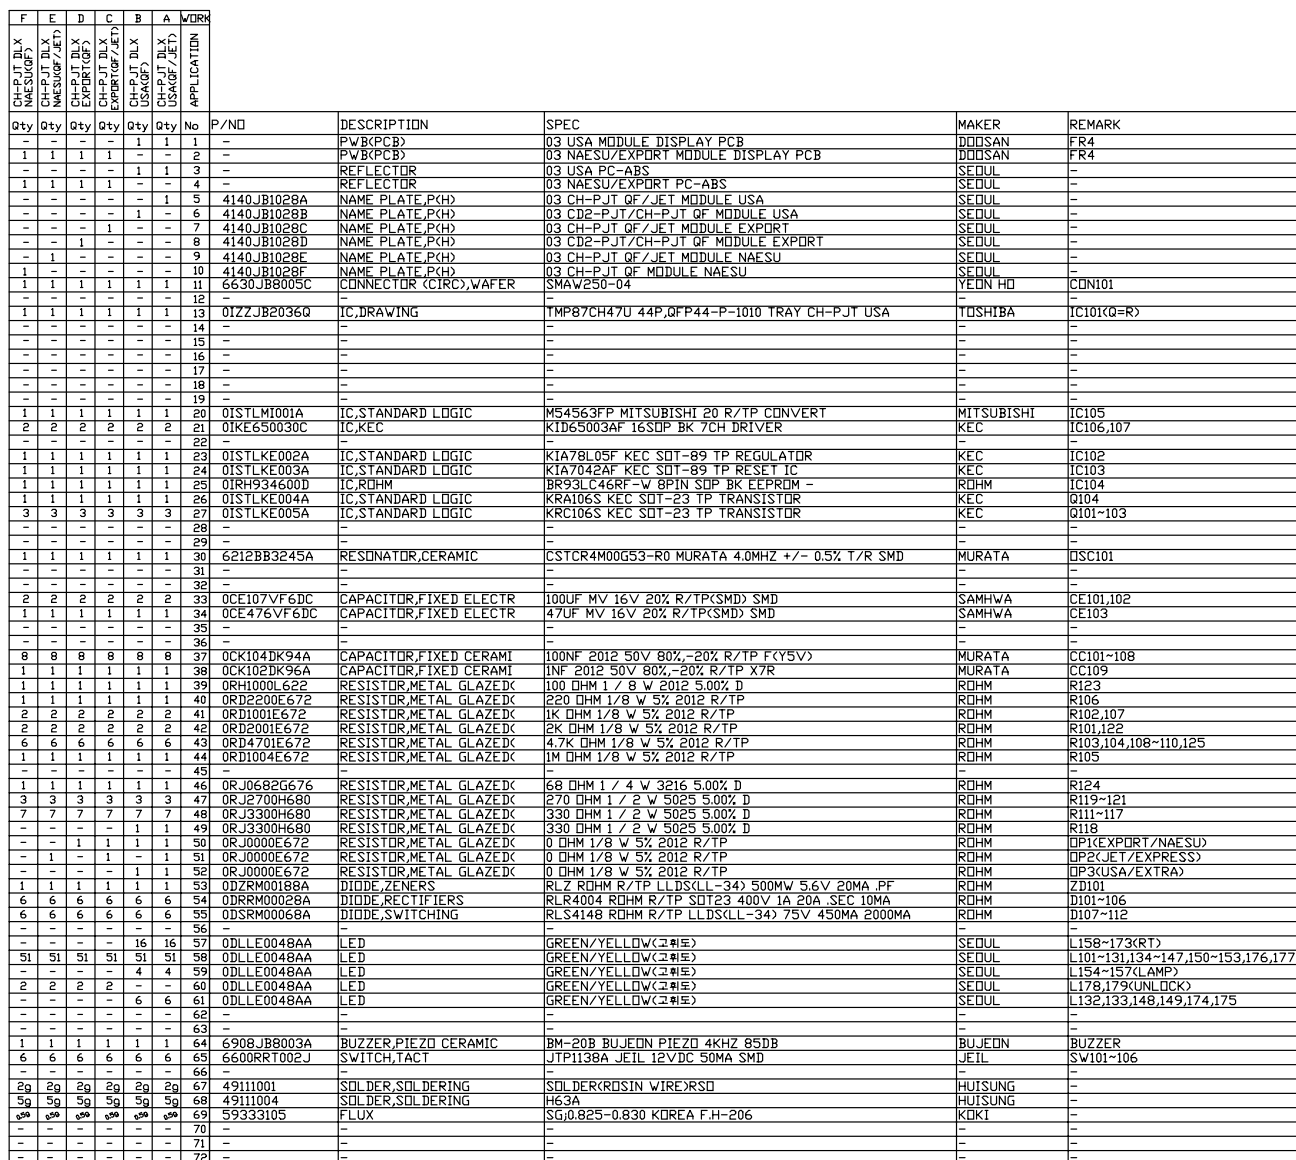 F E D C B A WORK
CH-PJT DLX NAESU(QF)
CH-PJT DLX NAESU(QF/JET)
CH-PJT DLX EXPORT(QF)
CH-PJT DLX EXPORT(QF/JET)
CH-PJT DLX USA(QF)
CH-PJT DLX USA(QF/JET)
APPLICATION
Qty Qty Qty Qty Qty Qty No P/NO DESCRIPTION SPEC MAKER REMARK
- - - - 1 1 1 - PWB(PCB) 03 USA MODULE DISPLAY PCB DOOSAN FR4
1 1 1 1 - - 2 - PWB(PCB) 03 NAESU/EXPORT MODULE DISPLAY PCB DOOSAN FR4
- - - - 1 1 3 - REFLECTOR 03 USA PC-ABS SEOUL -
1 1 1 1 - - 4 - REFLECTOR 03 NAESU/EXPORT PC-ABS SEOUL -
- - - - - 1 5 4140JB1028A NAME PLATE,P(H) 03 CH-PJT QF/JET MODULE USA SEOUL -
- - - - 1 - 6 4140JB1028B NAME PLATE,P(H) 03 CD2-PJT/CH-PJT QF MODULE USA SEOUL -
- - - 1 - - 7 4140JB1028C NAME PLATE,P(H) 03 CH-PJT QF/JET MODULE EXPORT SEOUL -
- - 1 - - - 8 4140JB1028D NAME PLATE,P(H) 03 CD2-PJT/CH-PJT QF MODULE EXPORT SEOUL -
- 1 - - - - 9 4140JB1028E NAME PLATE,P(H) 03 CH-PJT QF/JET MODULE NAESU SEOUL -
1 - - - - - 10 4140JB1028F NAME PLATE,P(H) 03 CH-PJT QF MODULE NAESU SEOUL -
1 1 1 1 1 1 11 6630JB8005C CONNECTOR (CIRC),WAFER SMAW250-04 YEON HO CON101
- - - - - - 12 - - - - -
1 1 1 1 1 1 13 0IZZJB2036Q IC,DRAWING TMP87CH47U 44P,QFP44-P-1010 TRAY CH-PJT USA TOSHIBA IC101(Q=R)
- - - - - - 14 - - - - -
- - - - - - 15 - - - - -
- - - - - - 16 - - - - -
- - - - - - 17 - - - - -
- - - - - - 18 - - - - -
- - - - - - 19 - - - - -
1 1 1 1 1 1 20 0ISTLMI001A IC,STANDARD LOGIC M54563FP MITSUBISHI 20 R/TP CONVERT MITSUBISHI IC105
2 2 2 2 2 2 21 0IKE650030C IC,KEC KID65003AF 16SOP BK 7CH DRIVER KEC IC106,107
- - - - - - 22 - - - - -
1 1 1 1 1 1 23 0ISTLKE002A IC,STANDARD LOGIC KIA78L05F KEC SOT-89 TP REGULATOR KEC IC102
1 1 1 1 1 1 24 0ISTLKE003A IC,STANDARD LOGIC KIA7042AF KEC SOT-89 TP RESET IC KEC IC103
1 1 1 1 1 1 25 0IRH934600D IC,ROHM BR93LC46RF-W 8PIN SOP BK EEPROM - ROHM IC104
1 1 1 1 1 1 26 0ISTLKE004A IC,STANDARD LOGIC KRA106S KEC SOT-23 TP TRANSISTOR KEC Q104
3 3 3 3 3 3 27 0ISTLKE005A IC,STANDARD LOGIC KRC106S KEC SOT-23 TP TRANSISTOR KEC Q101~103
- - - - - - 28 - - - - -
- - - - - - 29 - - - - -
1 1 1 1 1 1 30 6212BB3245A RESONATOR,CERAMIC CSTCR4M00G53-R0 MURATA 4.0MHZ +/- 0.5% T/R SMD MURATA OSC101
- - - - - - 31 - - - - -
- - - - - - 32 - - - - -
2 2 2 2 2 2 33 0CE107VF6DC CAPACITOR,FIXED ELECTR 100UF MV 16V 20% R/TP(SMD) SMD SAMHWA CE101,102
1 1 1 1 1 1 34 0CE476VF6DC CAPACITOR,FIXED ELECTR 47UF MV 16V 20% R/TP(SMD) SMD SAMHWA CE103
- - - - - - 35 - - - - -
- - - - - - 36 - - - - -
8 8 8 8 8 8 37 0CK104DK94A CAPACITOR,FIXED CERAMI 100NF 2012 50V 80%,-20% R/TP F(Y5V) MURATA CC101~108
1 1 1 1 1 1 38 0CK102DK96A CAPACITOR,FIXED CERAMI 1NF 2012 50V 80%,-20% R/TP X7R MURATA CC109
1 1 1 1 1 1 39 0RH1000L622 RESISTOR,METAL GLAZED( 100 OHM 1 / 8 W 2012 5.00% D ROHM R123
1 1 1 1 1 1 40 0RD2200E672 RESISTOR,METAL GLAZED( 220 OHM 1/8 W 5% 2012 R/TP ROHM R106
2 2 2 2 2 2 41 0RD1001E672 RESISTOR,METAL GLAZED( 1K OHM 1/8 W 5% 2012 R/TP ROHM R102,107
2 2 2 2 2 2 42 0RD2001E672 RESISTOR,METAL GLAZED( 2K OHM 1/8 W 5% 2012 R/TP ROHM R101,122
6 6 6 6 6 6 43 0RD4701E672 RESISTOR,METAL GLAZED( 4.7K OHM 1/8 W 5% 2012 R/TP ROHM R103,104,108~110,125
1 1 1 1 1 1 44 0RD1004E672 RESISTOR,METAL GLAZED( 1M OHM 1/8 W 5% 2012 R/TP ROHM R105
- - - - - - 45 - - - - -
1 1 1 1 1 1 46 0RJ0682G676 RESISTOR,METAL GLAZED( 68 OHM 1 / 4 W 3216 5.00% D ROHM R124
3 3 3 3 3 3 47 0RJ2700H680 RESISTOR,METAL GLAZED( 270 OHM 1 / 2 W 5025 5.00% D ROHM R119~121
7 7 7 7 7 7 48 0RJ3300H680 RESISTOR,METAL GLAZED( 330 OHM 1 / 2 W 5025 5.00% D ROHM R111~117
- - - - 1 1 49 0RJ3300H680 RESISTOR,METAL GLAZED( 330 OHM 1 / 2 W 5025 5.00% D ROHM R118
- - 1 1 1 1 50 0RJ0000E672 RESISTOR,METAL GLAZED( 0 OHM 1/8 W 5% 2012 R/TP ROHM OP1(EXPORT/NAESU)
- 1 - 1 - 1 51 0RJ0000E672 RESISTOR,METAL GLAZED( 0 OHM 1/8 W 5% 2012 R/TP ROHM OP2(JET/EXPRESS)
- - - - 1 1 52 0RJ0000E672 RESISTOR,METAL GLAZED( 0 OHM 1/8 W 5% 2012 R/TP ROHM OP3(USA/EXTRA)
1 1 1 1 1 1 53 0DZRM00188A DIODE,ZENERS RLZ ROHM R/TP LLDS(LL-34) 500MW 5.6V 20MA .PF ROHM ZD101
6 6 6 6 6 6 54 0DRRM00028A DIODE,RECTIFIERS RLR4004 ROHM R/TP SOT23 400V 1A 20A .SEC 10MA ROHM D101~106
6 6 6 6 6 6 55 0DSRM00068A DIODE,SWITCHING RLS4148 ROHM R/TP LLDS(LL-34) 75V 450MA 2000MA ROHM D107~112
- - - - - - 56 - - - - -
- - - - 16 16 57 0DLLE0048AA LED GREEN/YELLOW(고휘도) SEOUL L158~173(RT)
51 51 51 51 51 51 58 0DLLE0048AA LED GREEN/YELLOW(고휘도) SEOUL L101~131,134~147,150~153,176,177
- - - - 4 4 59 0DLLE0048AA LED GREEN/YELLOW(고휘도) SEOUL L154~157(LAMP)
2 2 2 2 - - 60 0DLLE0048AA LED GREEN/YELLOW(고휘도) SEOUL L178,179(UNLOCK)
- - - - 6 6 61 0DLLE0048AA LED GREEN/YELLOW(고휘도) SEOUL L132,133,148,149,174,175
- - - - - - 62 - - - - -
- - - - - - 63 - - - - -
1 1 1 1 1 1 64 6908JB8003A BUZZER,PIEZO CERAMIC BM-20B BUJEON PIEZO 4KHZ 85DB BUJEON BUZZER
6 6 6 6 6 6 65 6600RRT002J SWITCH,TACT JTP1138A JEIL 12VDC 50MA SMD JEIL SW101~106
- - - - - - 66 - - - - -
2g 2g 2g 2g 2g 2g 67 49111001 SOLDER,SOLDERING SOLDER(ROSIN WIRE)RSO HUISUNG -
5g 5g 5g 5g 5g 5g 68 49111004 SOLDER,SOLDERING H63A HUISUNG -
0.5g 0.5g 0.5g 0.5g 0.5g 0.5g 69 59333105 FLUX SG;0.825-0.830 KOREA F.H-206 KOKI -
- - - - - - 70 - - - - -
- - - - - - 71 - - - - -
- - - - - - 72 - - - - -